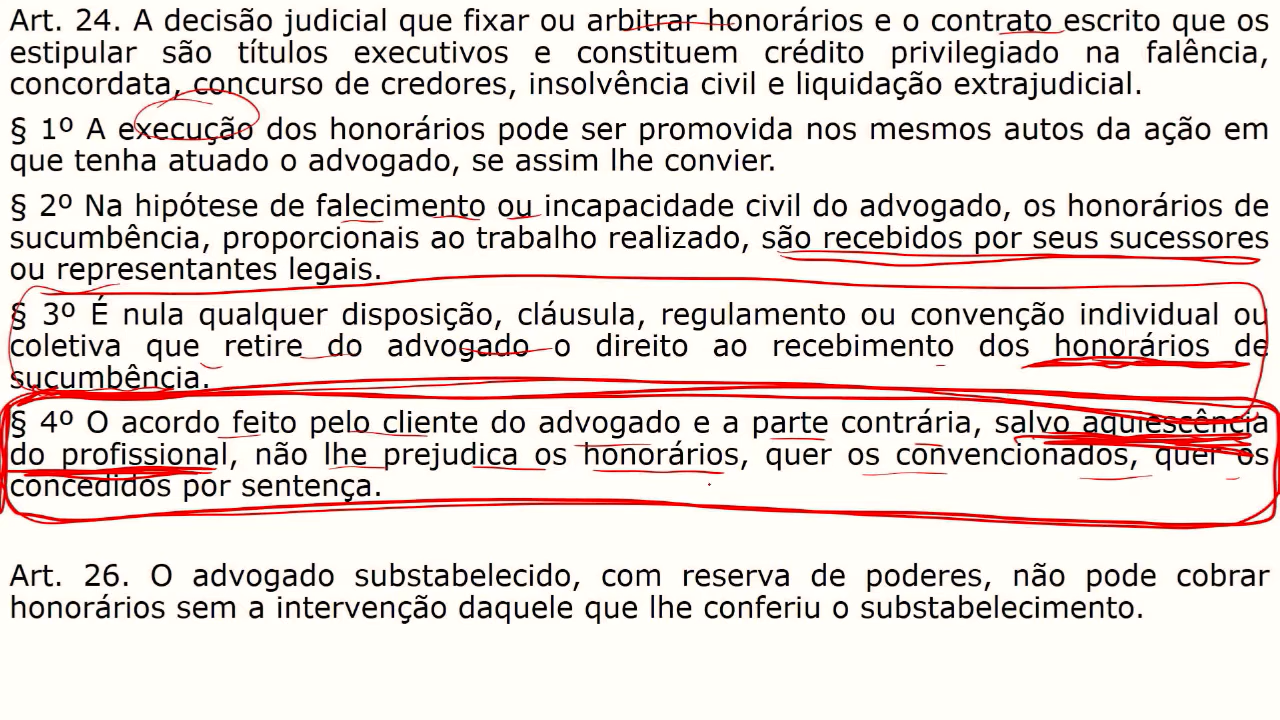 Art. 24. A decisão judicial que fixar ou arbitrar honorários e o contrato escrito que os
estipular são títulos executivos e constituem crédito privilegiado na falência,
concordata, concurso de credores, insolvência civil e liquidação extrajudicial.
§ 1º A execução dos honorários pode ser promovida nos mesmos autos da ação em
que tenha atuado o advogado, se assim lhe convier.
§ 2º Na hipótese de falecimento ou incapacidade civil do advogado, os honorários de
sucumbência, proporcionais ao trabalho realizado, são recebidos por seus sucessores
ou representantes legais.
§ 3º É nula qualquer disposição, cláusula, regulamento ou convenção individual ou
coletiva que retire do advogado o direito ao recebimento dos honorários de
sucumbência.
§ 4º O acordo feito pelo cliente do advogado e a parte contrária, salvo aquiescência
do profissional, não lhe prejudica os honorários, quer os convencionados, quer os
concedidos por sentença.
Art. 26. O advogado substabelecido, com reserva de poderes, não pode cobrar
honorários sem a intervenção daquele que lhe conferiu o substabelecimento.